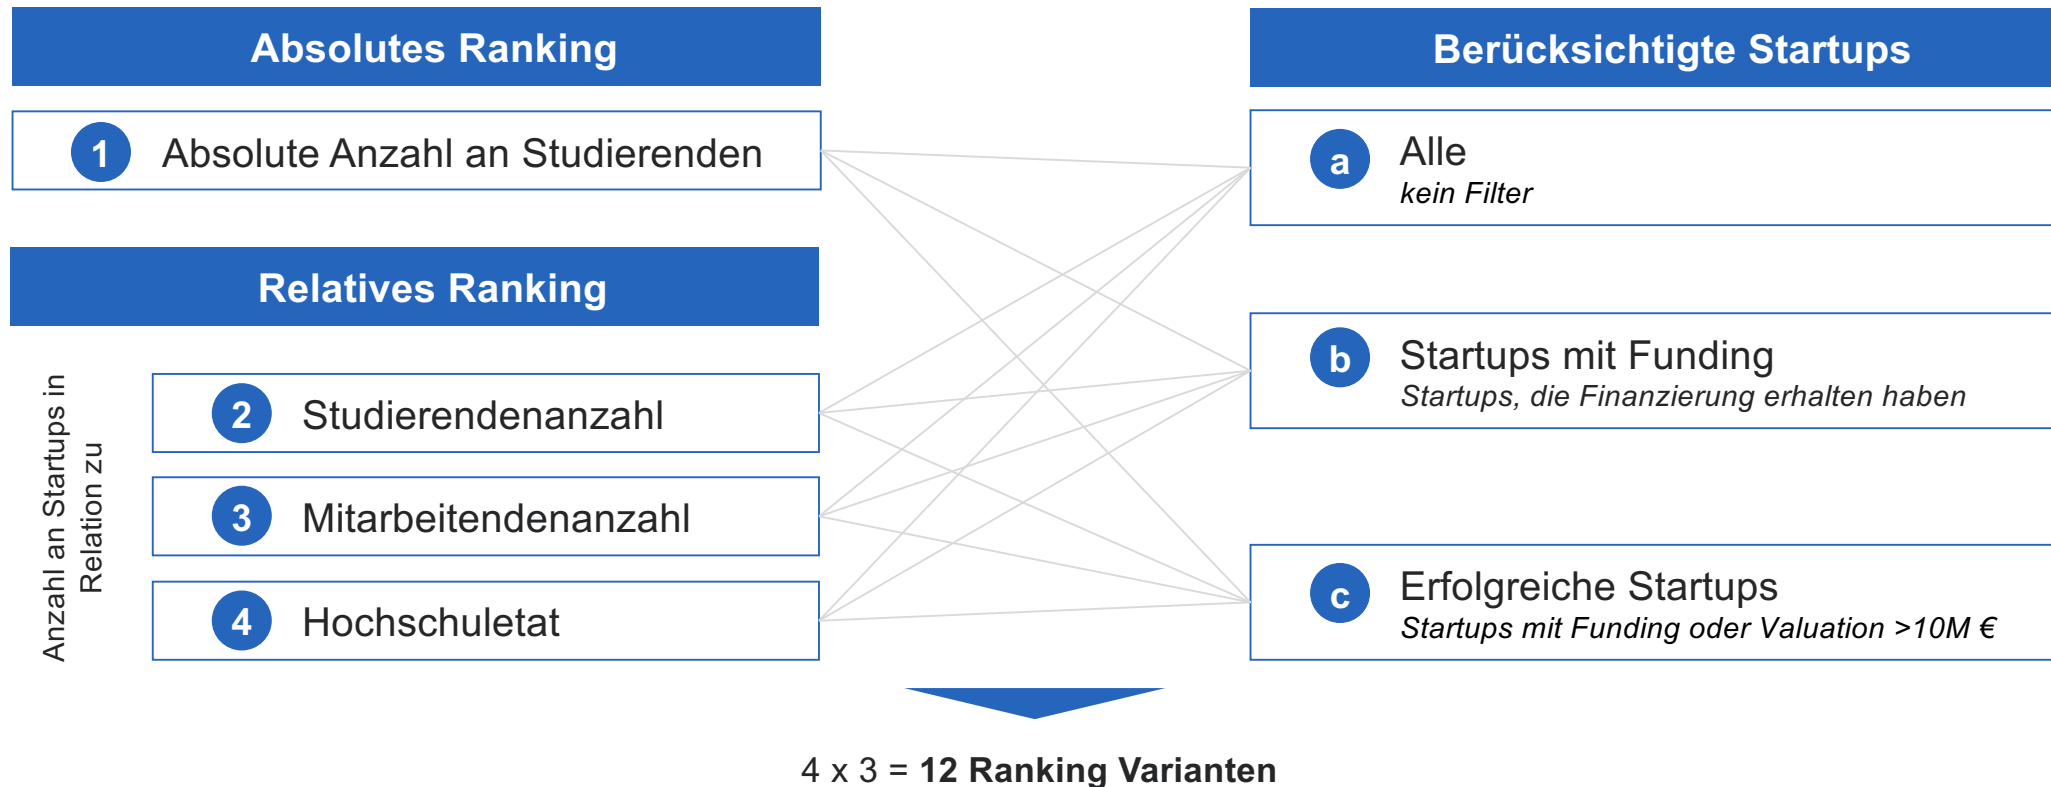 Absolutes Ranking
1 Absolute Anzahl an Studierenden
Relatives Ranking
Anzahl an Startups in
Relation zu
2 Studierendenanzahl
3 Mitarbeitendenanzahl
4 Hochschuletat
Berücksichtigte Startups
a Alle
kein Filter
b Startups mit Funding
Startups, die Finanzierung erhalten haben
c Erfolgreiche Startups
Startups mit Funding oder Valuation >10M €
4 x 3 = 12 Ranking Varianten